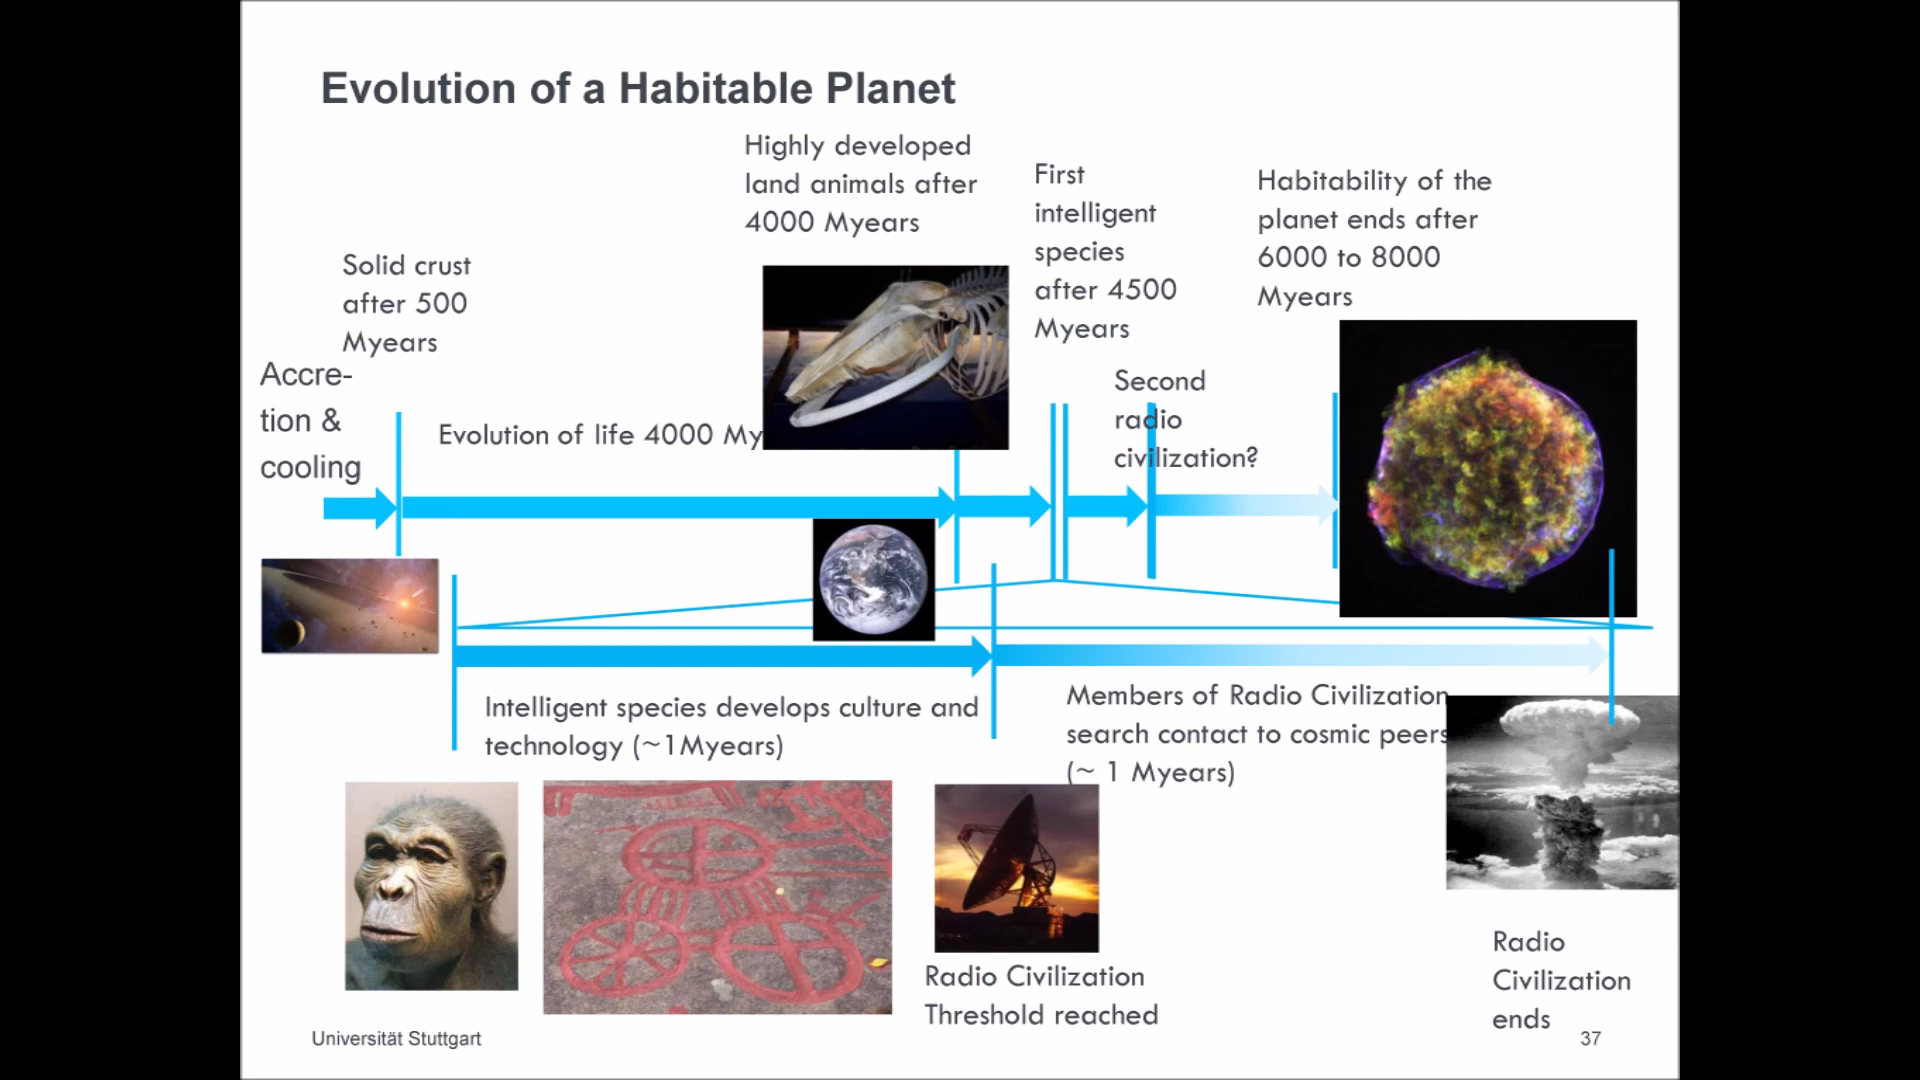 Evolution of a Habitable Planet
Highly developed
land animals after
4000 Myears
First
intelligent
species
after 4500
Myears
Habitability of the
planet ends after
6000 to 8000
Myears
Solid crust
after 500
Myears
Accre-
tion &
cooling
Evolution of life 4000 My
Second
radio
civilization?
Intelligent species develops culture and
technology (~1Myears)
Members of Radio Civilization
search contact to cosmic peers
(~ 1 Myears)
Radio Civilization
Threshold reached
Radio
Civilization
ends
Universität Stuttgart
37